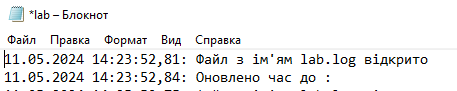 *lab – Блокнот
Файл Правка Формат Вид Справка
11.05.2024 14:23:52,81: Файл з ім'ям lab.log відкрито
11.05.2024 14:23:52,84: Оновлено час до :